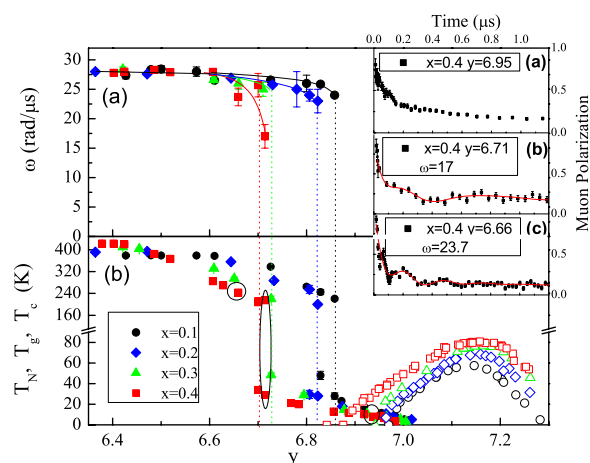 Time (μs)
0.0 0.2 0.4 0.6 0.8 1.0
30
25
20
15
10
5
0
ω (rad/μs)
(a)
x=0.4 y=6.95
(a)
1.0
0.5
0.0
x=0.4 y=6.71
ω=17
(b)
0.5
0.0
x=0.4 y=6.66
ω=23.7
(c)
0.5
0.0
Muon Polarization
400
320
240
160
80
60
40
20
0
T_N, T_g, T_c (K)
(b)
x=0.1
x=0.2
x=0.3
x=0.4
6.4 6.6 6.8 7.0 7.2
y